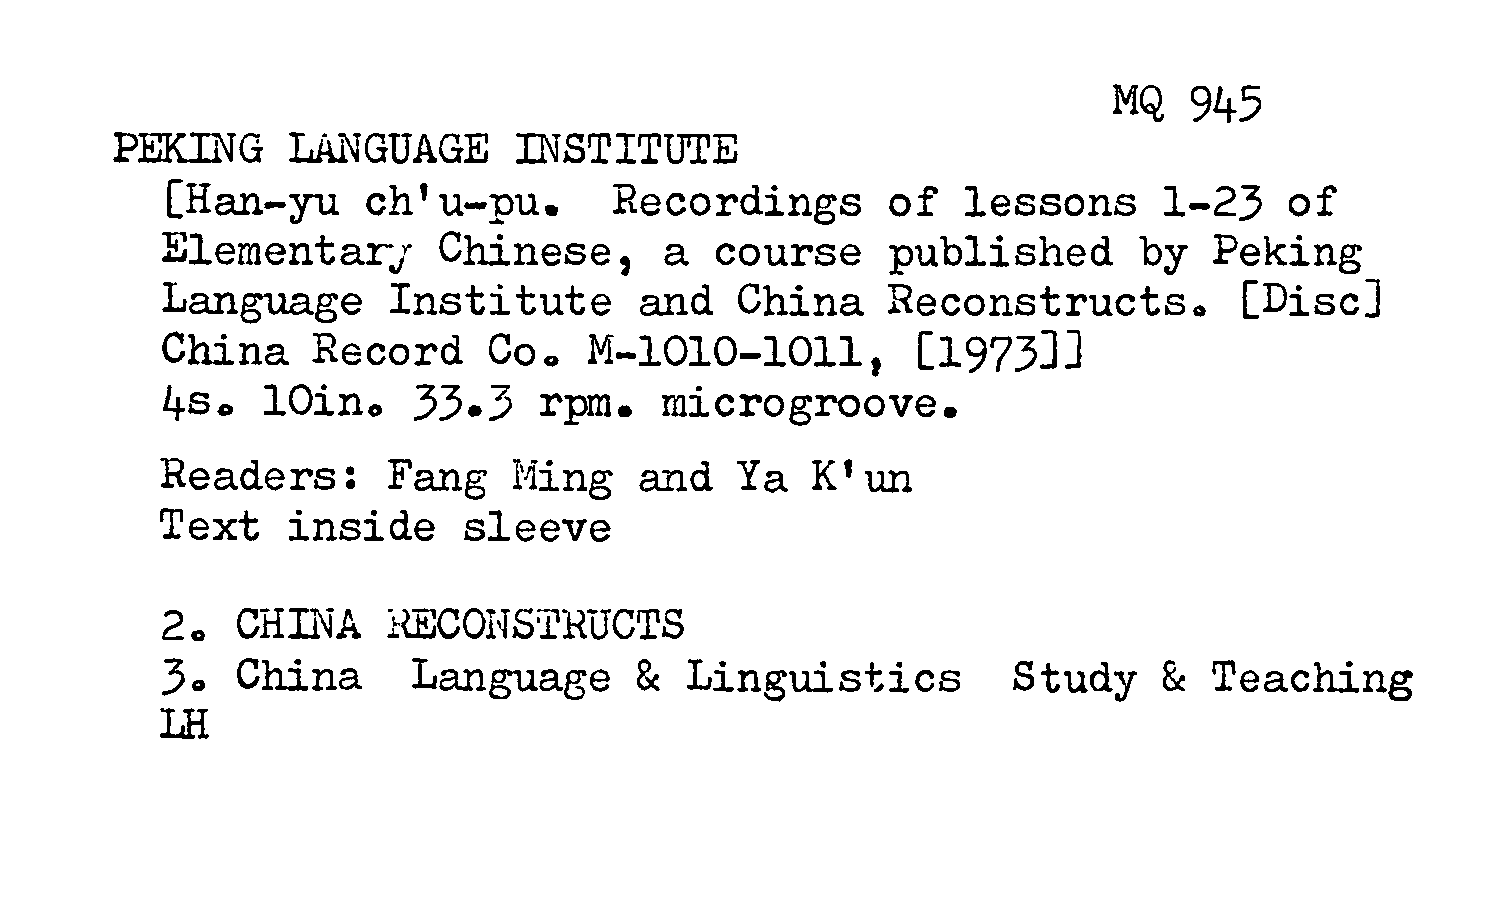 MQ 945
PEKING LANGUAGE INSTITUTE
[Han-yu ch'u-pu. Recordings of lessons 1-23 of
Elementary Chinese, a course published by Peking
Language Institute and China Reconstructs. [Disc]
China Record Co. M-1010-1011, [1973]]
4s. 10in. 33.3 rpm. microgroove.
Readers: Fang Ming and Ya K'un
Text inside sleeve
2. CHINA RECONSTRUCTS
3. China Language & Linguistics Study & Teaching
LH